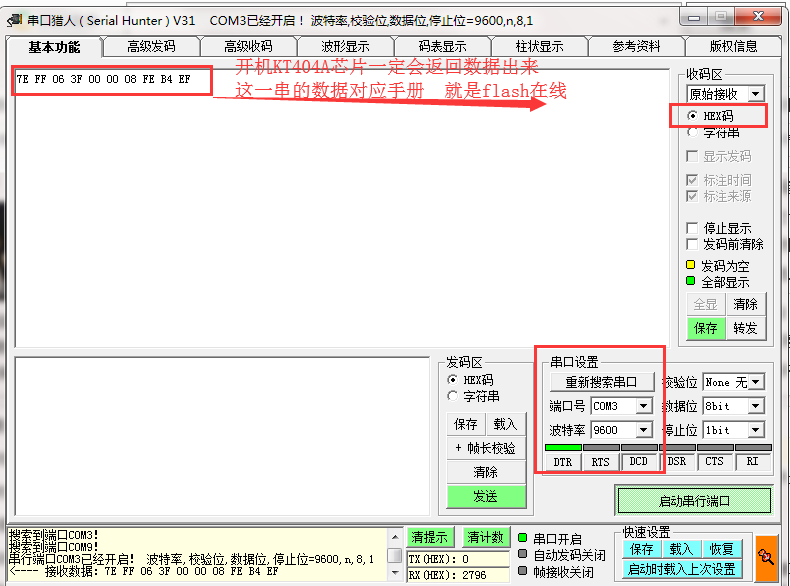 串口猎人 ( Serial Hunter ) V31 COM3已经开启！ 波特率,校验位,数据位,停止位=9600,n,8,1
基本功能 高级发码 高级收码 波形显示 码表显示 柱状显示 参考资料 版权信息
7E FF 06 3F 00 00 08 FE B4 EF
开机KT404A芯片一定会返回数据出来
这一串的数据对应手册 就是flash在线
收码区
原始接收
HEX码
字符串
显示发码
标注时间
标注来源
停止显示
发码前清除
发码为空
全部显示
全显 清除
保存 转发
发码区
HEX码
字符串
保存 载入
+ 帧长校验
清除
发送
串口设置
重新搜索串口 校验位 None 无
端口号 COM3 数据位 8bit
波特率 9600 停止位 1bit
DTR RTS DCD DSR CTS RI
启动串行端口
搜索到端口COM3!
搜索到端口COM9!
串行端口COM3已经开启! 波特率,校验位,数据位,停止位=9600,n,8,1
<---- 接收数据: 7E FF 06 3F 00 00 08 FE B4 EF
清提示 清计数
TX(HEX): 0
RX(HEX): 2796
串口开启
自动发码关闭
帧接收关闭
快速设置
保存 载入 恢复
启动时载入上次设置